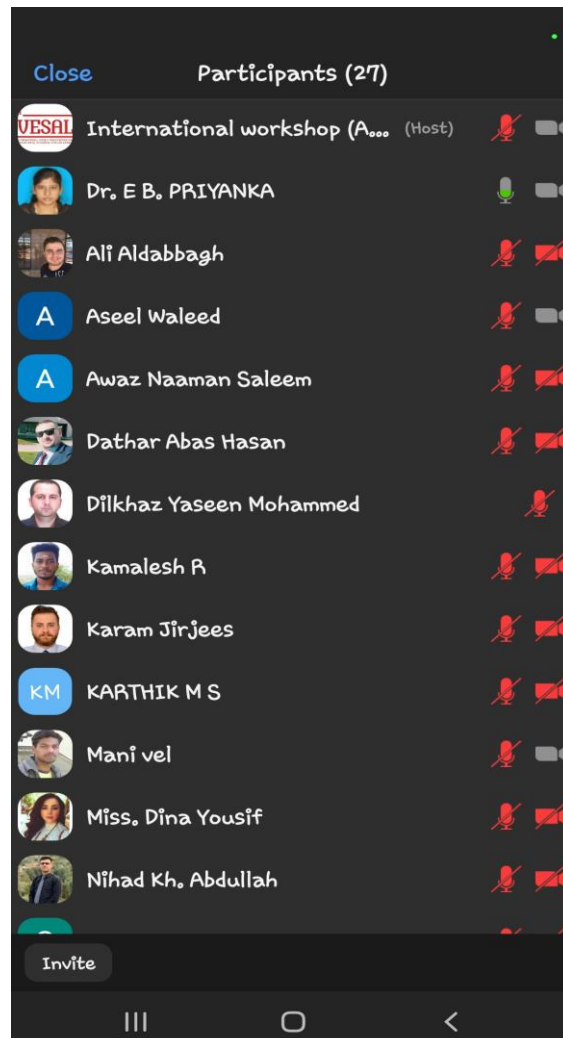 Close Participants (27)
VESAL International workshop (A... (Host)
Dr. E B. PRIYANKA
Ali Aldabbagh
A Aseel Waleed
A Awaz Naaman Saleem
Dathar Abas Hasan
Dilkhaz Yaseen Mohammed
Kamalesh R
Karam Jirjees
KM KARTHIK M S
Mani vel
Miss. Dina Yousif
Nihad Kh. Abdullah
Invite